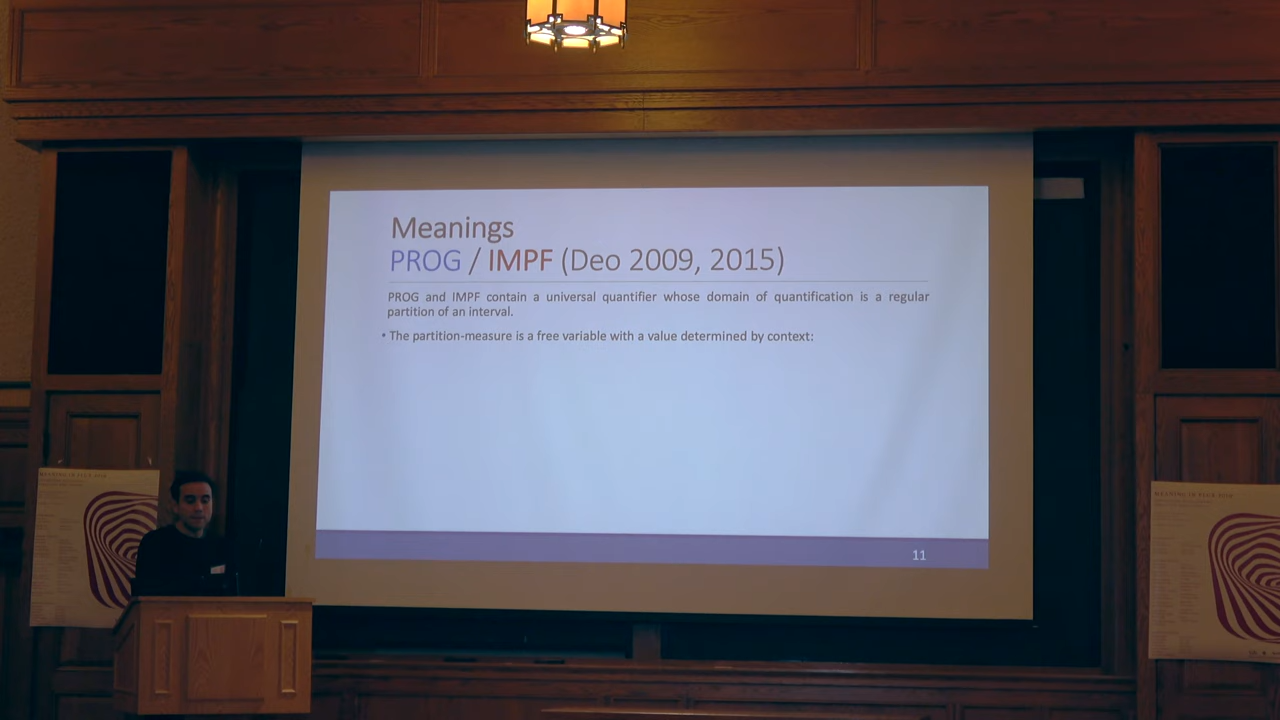 Meanings
PROG / IMPF (Deo 2009, 2015)
PROG and IMPF contain a universal quantifier whose domain of quantification is a regular
partition of an interval.
• The partition-measure is a free variable with a value determined by context:
11